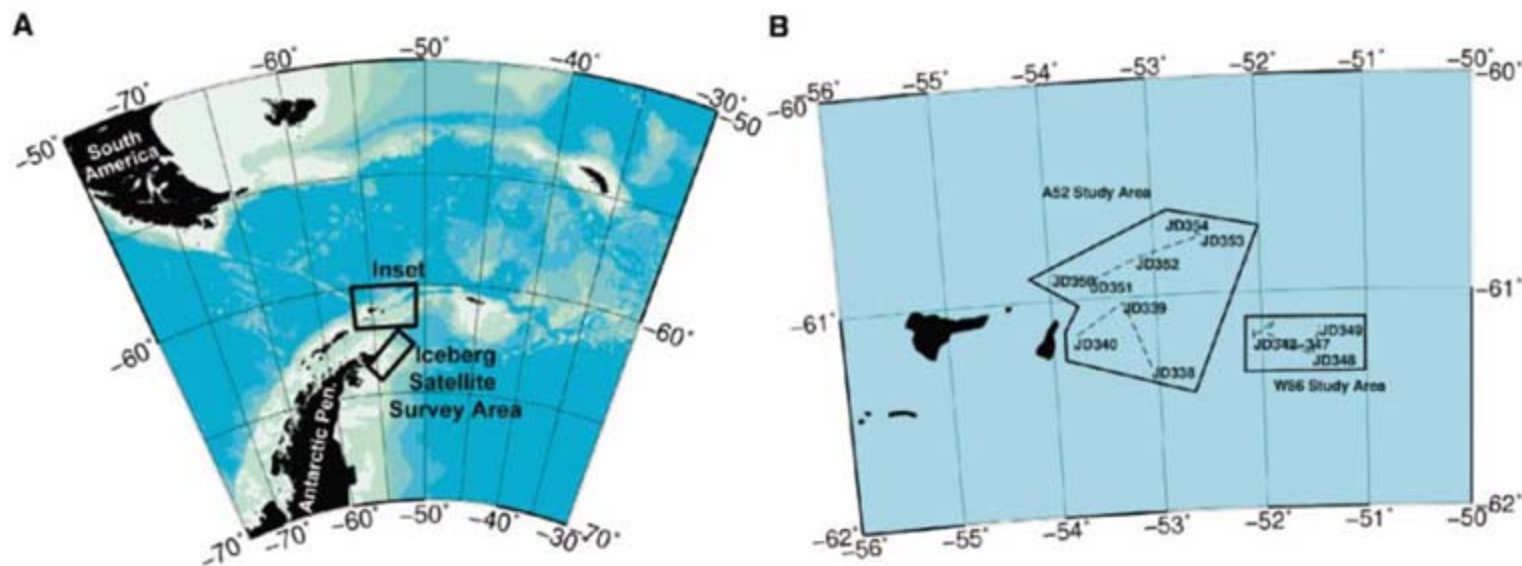 A
−70˚
−60˚
−50˚
−40˚
−30˚
−50˚
−50
South
America
Inset
−60˚
−60˚
Iceberg
Satellite
Survey Area
Antarctic Pen.
−70˚
−70˚
−60˚
−50˚
−40˚
−30˚
−70˚
B
−56˚
−55˚
−54˚
−53˚
−52˚
−51˚
−50˚
−60
−60˚
A52 Study Area
JD354
JD353
JD352
JD350
JD351
JD339
JD340
JD338
−61˚
−61˚
JD349
JD342–347
JD348
W86 Study Area
−62˚
−62˚
−56˚
−55˚
−54˚
−53˚
−52˚
−51˚
−50˚